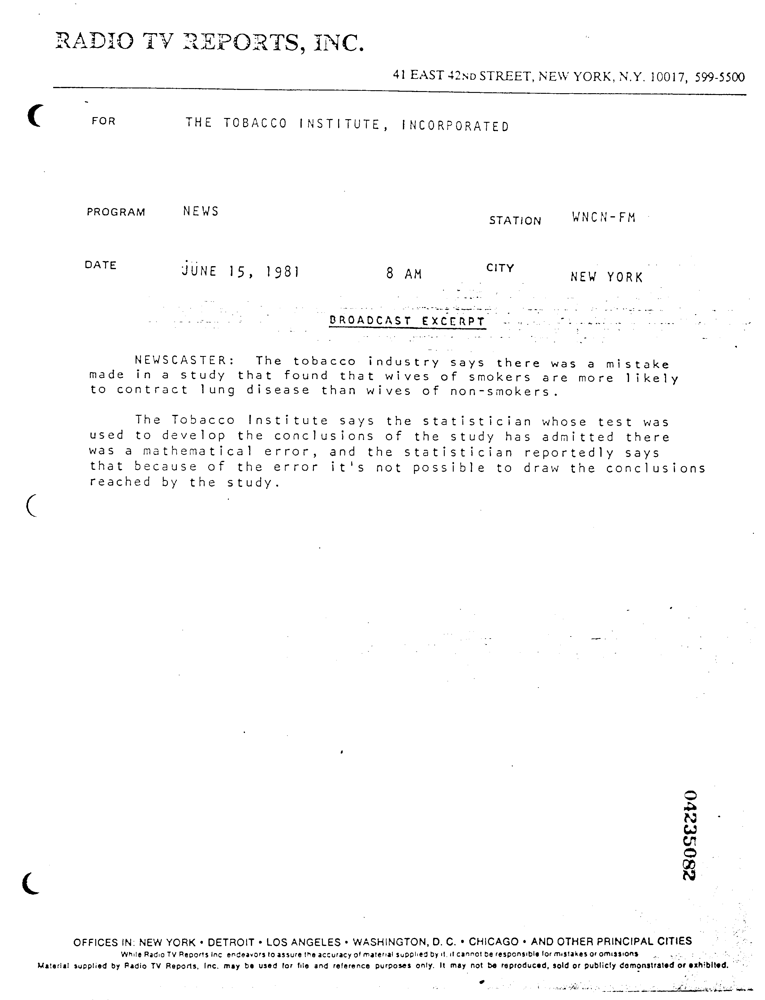 RADIO TV REPORTS, INC.
41 EAST 42ND STREET, NEW YORK, N.Y. 10017, 599-5500
FOR THE TOBACCO INSTITUTE, INCORPORATED
PROGRAM NEWS STATION WNCN-FM
DATE JUNE 15, 1981 8 AM CITY NEW YORK
BROADCAST EXCERPT
NEWSCASTER: The tobacco industry says there was a mistake
made in a study that found that wives of smokers are more likely
to contract lung disease than wives of non-smokers.
The Tobacco Institute says the statistician whose test was
used to develop the conclusions of the study has admitted there
was a mathematical error, and the statistician reportedly says
that because of the error it's not possible to draw the conclusions
reached by the study.
04235082
OFFICES IN: NEW YORK • DETROIT • LOS ANGELES • WASHINGTON, D. C. • CHICAGO • AND OTHER PRINCIPAL CITIES
While Radio TV Reports Inc. endeavors to assure the accuracy of material supplied by it, it cannot be responsible for mistakes or omissions
Material supplied by Radio TV Reports, Inc. may be used for file and reference purposes only. It may not be reproduced, sold or publicly demonstrated or exhibited.